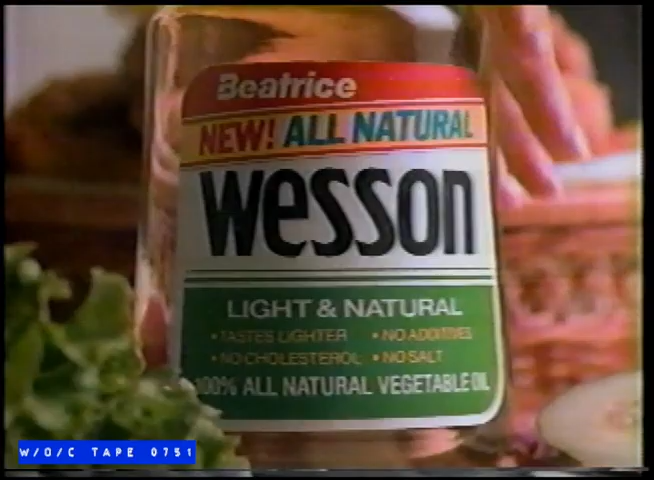 Beatrice
NEW! ALL NATURAL
Wesson
LIGHT & NATURAL
• TASTES LIGHTER • NO ADDITIVES
• NO CHOLESTEROL • NO SALT
100% ALL NATURAL VEGETABLE OIL
W/O/C TAPE 0751